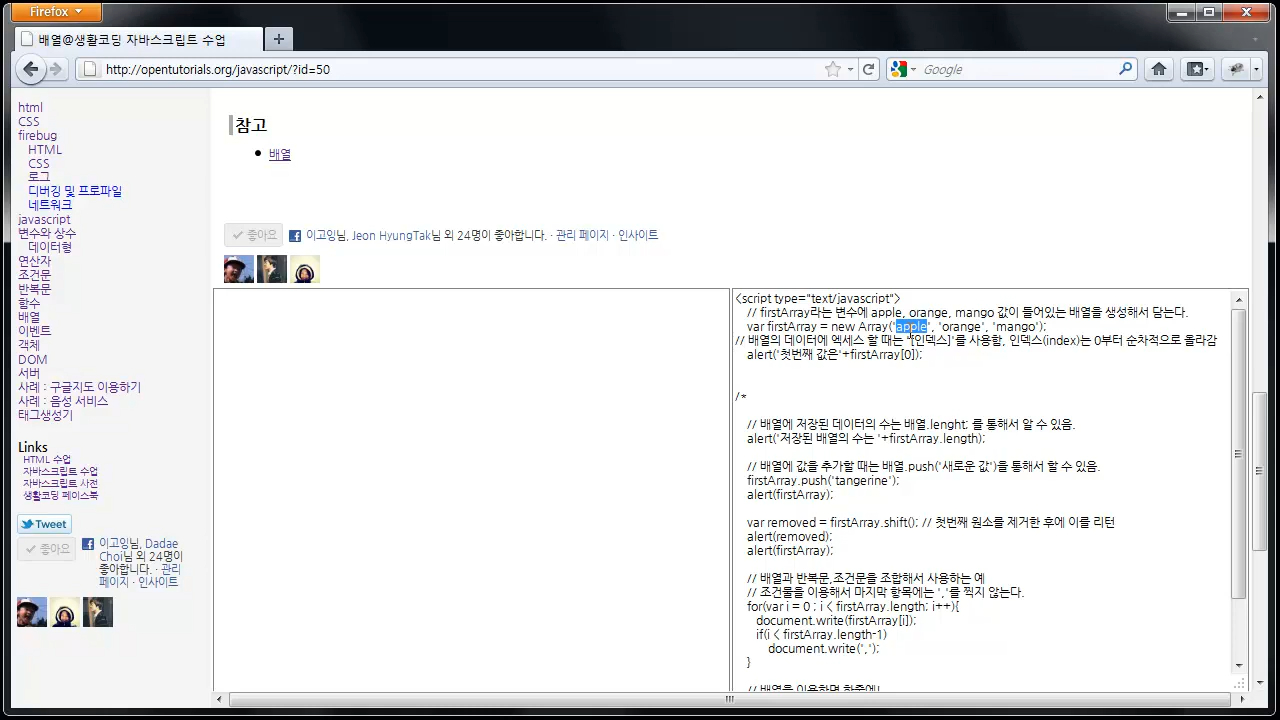 Firefox
배열@생활코딩 자바스크립트 수업
http://opentutorials.org/javascript/?id=50
Google
html
CSS
firebug
HTML
CSS
로그
디버깅 및 프로파일
네트워크
javascript
변수와 상수
데이터형
연산자
조건문
반복문
함수
배열
이벤트
객체
DOM
서버
사례 : 구글지도 이용하기
사례 : 음성 서비스
태그생성기
Links
HTML 수업
자바스크립트 수업
자바스크립트 사전
생활코딩 페이스북
Tweet
좋아요
이고잉님, Dadae
Choi님 외 24명이
좋아합니다. · 관리
페이지 · 인사이트
참고
배열
좋아요
이고잉님, Jeon HyungTak님 외 24명이 좋아합니다. · 관리 페이지 · 인사이트
<script type="text/javascript">
// firstArray라는 변수에 apple, orange, mango 값이 들어있는 배열을 생성해서 담는다.
var firstArray = new Array('apple', 'orange', 'mango');
// 배열의 데이터에 엑세스 할 때는 "[인덱스]'를 사용함, 인덱스(index)는 0부터 순차적으로 올라감
alert('첫번째 값은'+firstArray[0]);
/*
// 배열에 저장된 데이터의 수는 배열.lenght; 를 통해서 알 수 있음.
alert('저장된 배열의 수는 '+firstArray.length);
// 배열에 값을 추가할 때는 배열.push('새로운 값')을 통해서 할 수 있음.
firstArray.push('tangerine');
alert(firstArray);
var removed = firstArray.shift(); // 첫번째 원소를 제거한 후에 이를 리턴
alert(removed);
alert(firstArray);
// 배열과 반복문,조건문을 조합해서 사용하는 예
// 조건물을 이용해서 마지막 항목에는 ','를 찍지 않는다.
for(var i = 0 ; i < firstArray.length; i++){
document.write(firstArray[i]);
if(i < firstArray.length-1)
document.write(',');
}
// 배열을 이용하면 한줄에!